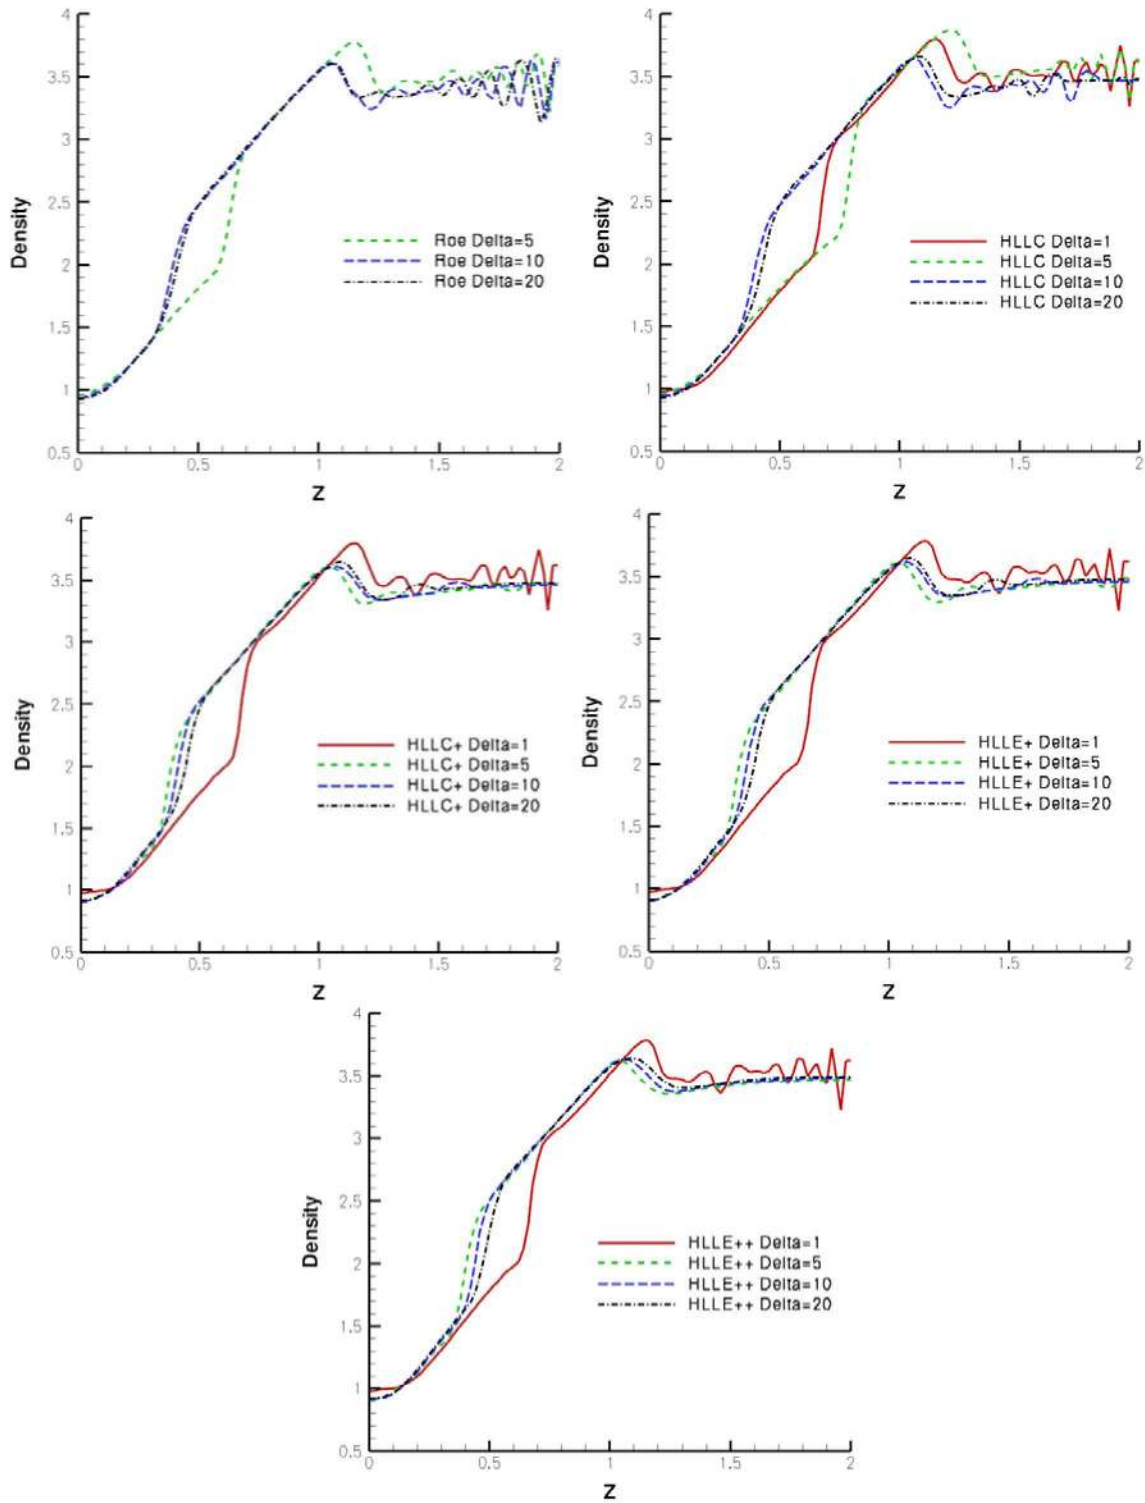 4
3.5
3
2.5
2
1.5
1
0.5
Density
Roe Delta=5
Roe Delta=10
Roe Delta=20
0
0.5
1
1.5
2
Z
4
3.5
3
2.5
2
1.5
1
0.5
Density
HLLC Delta=1
HLLC Delta=5
HLLC Delta=10
HLLC Delta=20
0
0.5
1
1.5
2
Z
4
3.5
3
2.5
2
1.5
1
0.5
Density
HLLC+ Delta=1
HLLC+ Delta=5
HLLC+ Delta=10
HLLC+ Delta=20
0
0.5
1
1.5
2
Z
4
3.5
3
2.5
2
1.5
1
0.5
Density
HLLE+ Delta=1
HLLE+ Delta=5
HLLE+ Delta=10
HLLE+ Delta=20
0
0.5
1
1.5
2
Z
4
3.5
3
2.5
2
1.5
1
0.5
Density
HLLE++ Delta=1
HLLE++ Delta=5
HLLE++ Delta=10
HLLE++ Delta=20
0
0.5
1
1.5
2
Z